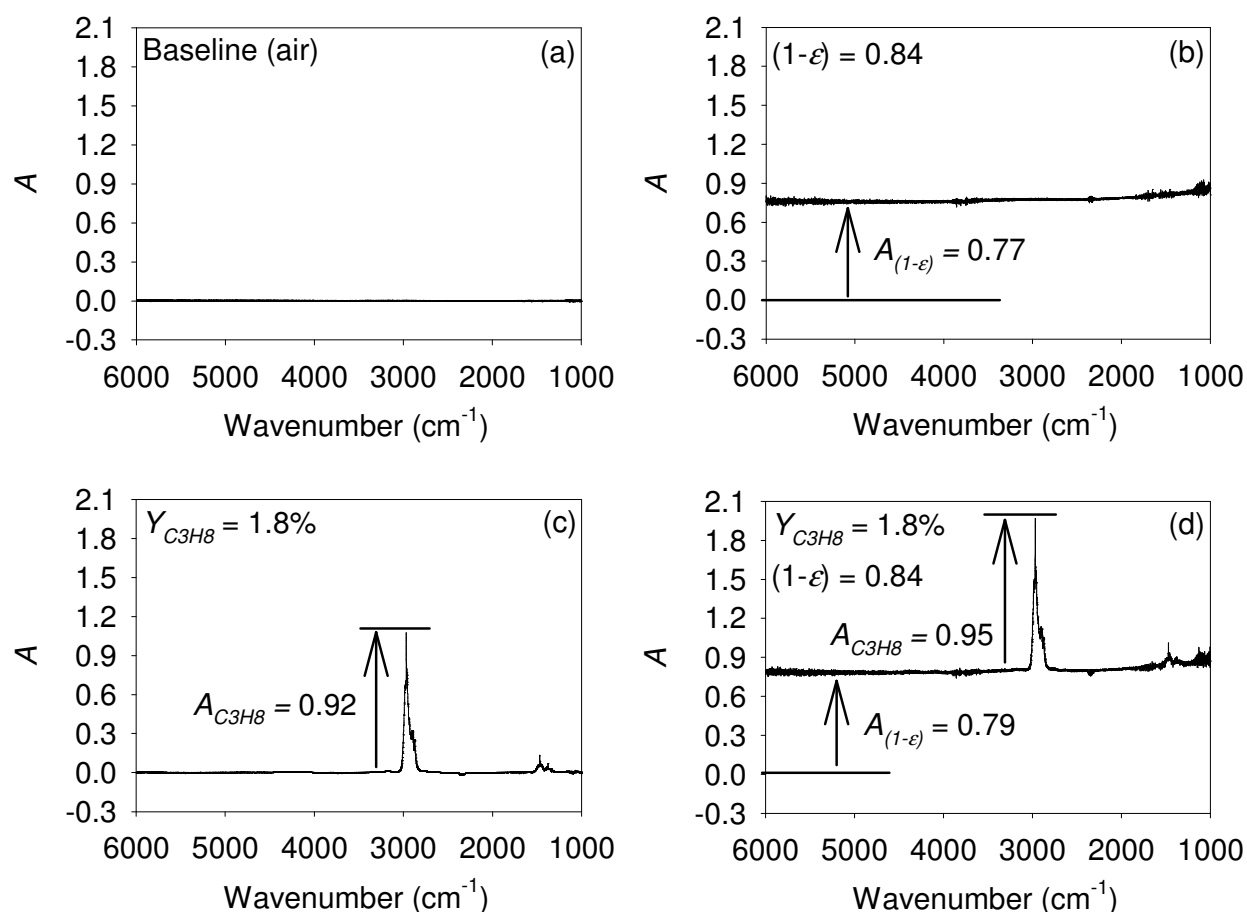 2.1
1.8
1.5
1.2
0.9
0.6
0.3
0.0
-0.3
A
Baseline (air) (a)
6000 5000 4000 3000 2000 1000
Wavenumber (cm⁻¹)
2.1
1.8
1.5
1.2
0.9
0.6
0.3
0.0
-0.3
A
(1-ε) = 0.84 (b)
A(1-ε) = 0.77
6000 5000 4000 3000 2000 1000
Wavenumber (cm⁻¹)
2.1
1.8
1.5
1.2
0.9
0.6
0.3
0.0
-0.3
A
YC3H8 = 1.8% (c)
AC3H8 = 0.92
6000 5000 4000 3000 2000 1000
Wavenumber (cm⁻¹)
2.1
1.8
1.5
1.2
0.9
0.6
0.3
0.0
-0.3
A
YC3H8 = 1.8% (d)
(1-ε) = 0.84
AC3H8 = 0.95
A(1-ε) = 0.79
6000 5000 4000 3000 2000 1000
Wavenumber (cm⁻¹)